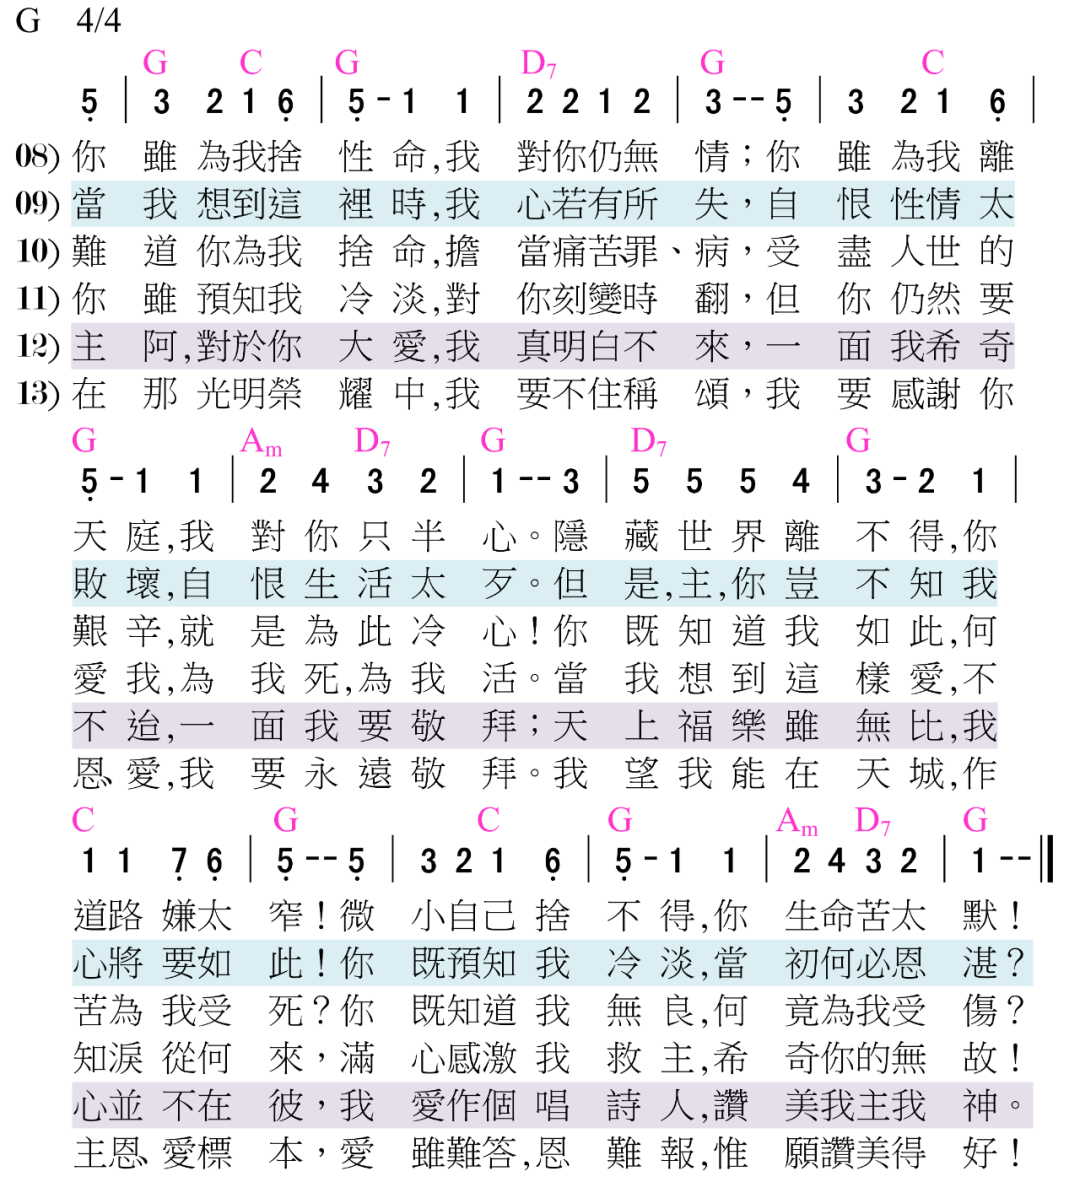 G 4/4
G C G D7 G C
5̣ | 3 2 1 6̣ | 5̣ - 1 1 | 2 2 1 2 | 3 -- 5̣ | 3 2 1 6̣ |
08) 你 雖 為我捨 性 命,我 對你仍無 情；你 雖 為我 離
09) 當 我 想到這 裡 時,我 心若有所 失，自 恨 性情 太
10) 難 道 你為我 捨 命,擔 當痛苦罪、病，受 盡 人世 的
11) 你 雖 預知我 冷 淡,對 你刻變時 翻，但 你 仍然 要
12) 主 阿,對於你 大 愛,我 真明白不 來，一 面 我希 奇
13) 在 那 光明榮 耀 中,我 要不住稱 頌，我 要 感謝 你
G Am D7 G D7 G
5̣ - 1 1 | 2 4 3 2 | 1 -- 3 | 5 5 5 4 | 3 - 2 1 |
天 庭,我 對 你 只 半 心。隱 藏 世 界 離 不 得,你
敗 壞,自 恨 生 活 太 歹。但 是,主,你 豈 不 知 我
艱 辛,就 是 為 此 冷 心！你 既 知 道 我 如 此,何
愛 我,為 我 死,為 我 活。當 我 想 到 這 樣 愛,不
不 迨,一 面 我 要 敬 拜；天 上 福 樂 雖 無 比,我
恩、愛,我 要 永 遠 敬 拜。我 望 我 能 在 天 城,作
C G C G Am D7 G
1 1 7̣ 6̣ | 5̣ -- 5̣ | 3 2 1 6̣ | 5̣ - 1 1 | 2 4 3 2 | 1 -- ‖
道路 嫌太 窄！微 小自己 捨 不 得,你 生命苦太 默！
心將 要如 此！你 既預知 我 冷 淡,當 初何必恩 湛？
苦為 我受 死？你 既知道 我 無 良,何 竟為我受 傷？
知淚 從何 來，滿 心感激 我 救 主,希 奇你的無 故！
心並 不在 彼，我 愛作個 唱 詩 人,讚 美我主我 神。
主恩、愛標 本，愛 雖難答,恩 難 報,惟 願讚美得 好！